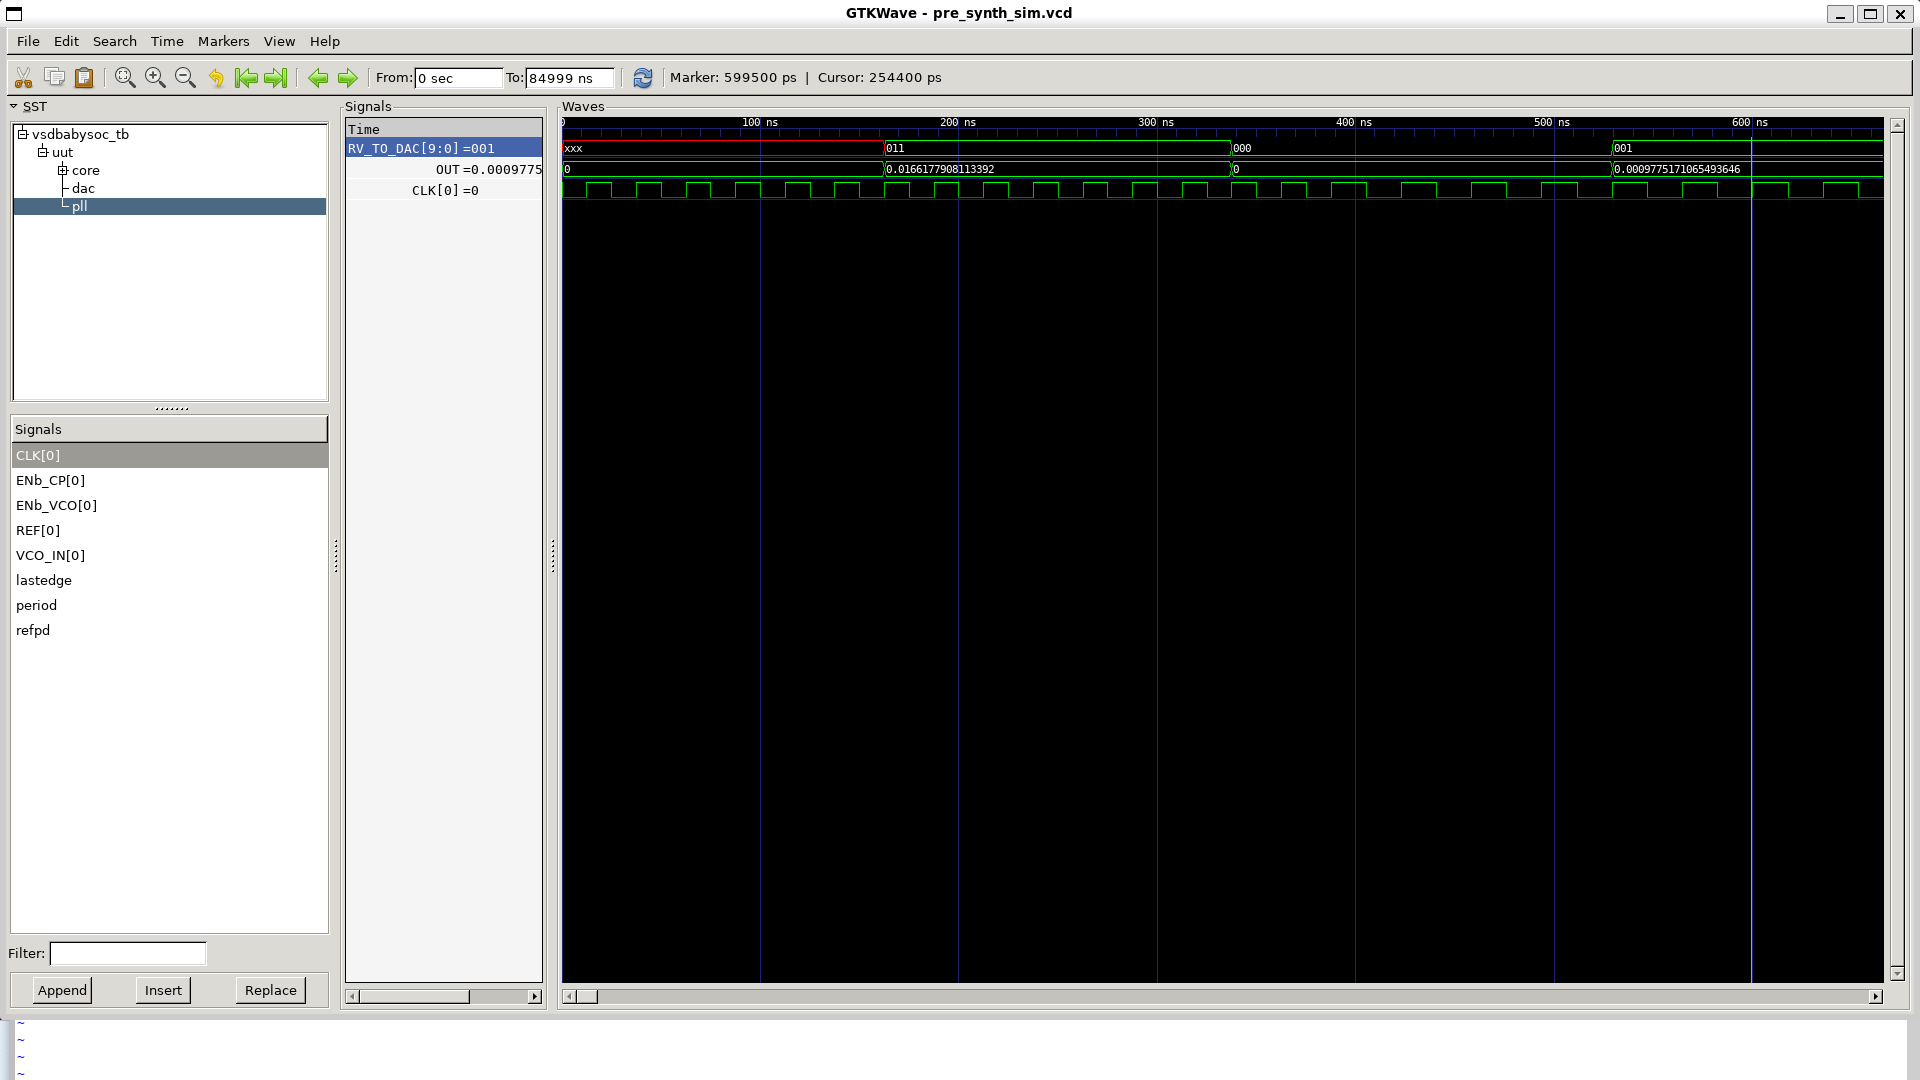 GTKWave - pre_synth_sim.vcd
File Edit Search Time Markers View Help
From: 0 sec To: 84999 ns Marker: 599500 ps | Cursor: 254400 ps
SST
vsdbabysoc_tb
uut
core
dac
pll
Signals
CLK[0]
ENb_CP[0]
ENb_VCO[0]
REF[0]
VCO_IN[0]
lastedge
period
refpd
Filter:
Append Insert Replace
Signals
Time
RV_TO_DAC[9:0] =001
OUT =0.0009775
CLK[0] =0
Waves
0 100 ns 200 ns 300 ns 400 ns 500 ns 600 ns
xxx 011 000 001
0 0.0166177908113392 0 0.0009775171065493646
~
~
~
~